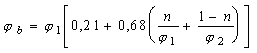 φ_b = φ_1 [ 0,21 + 0,68 ( n/φ_1 + (1 - n)/φ_2 ) ]